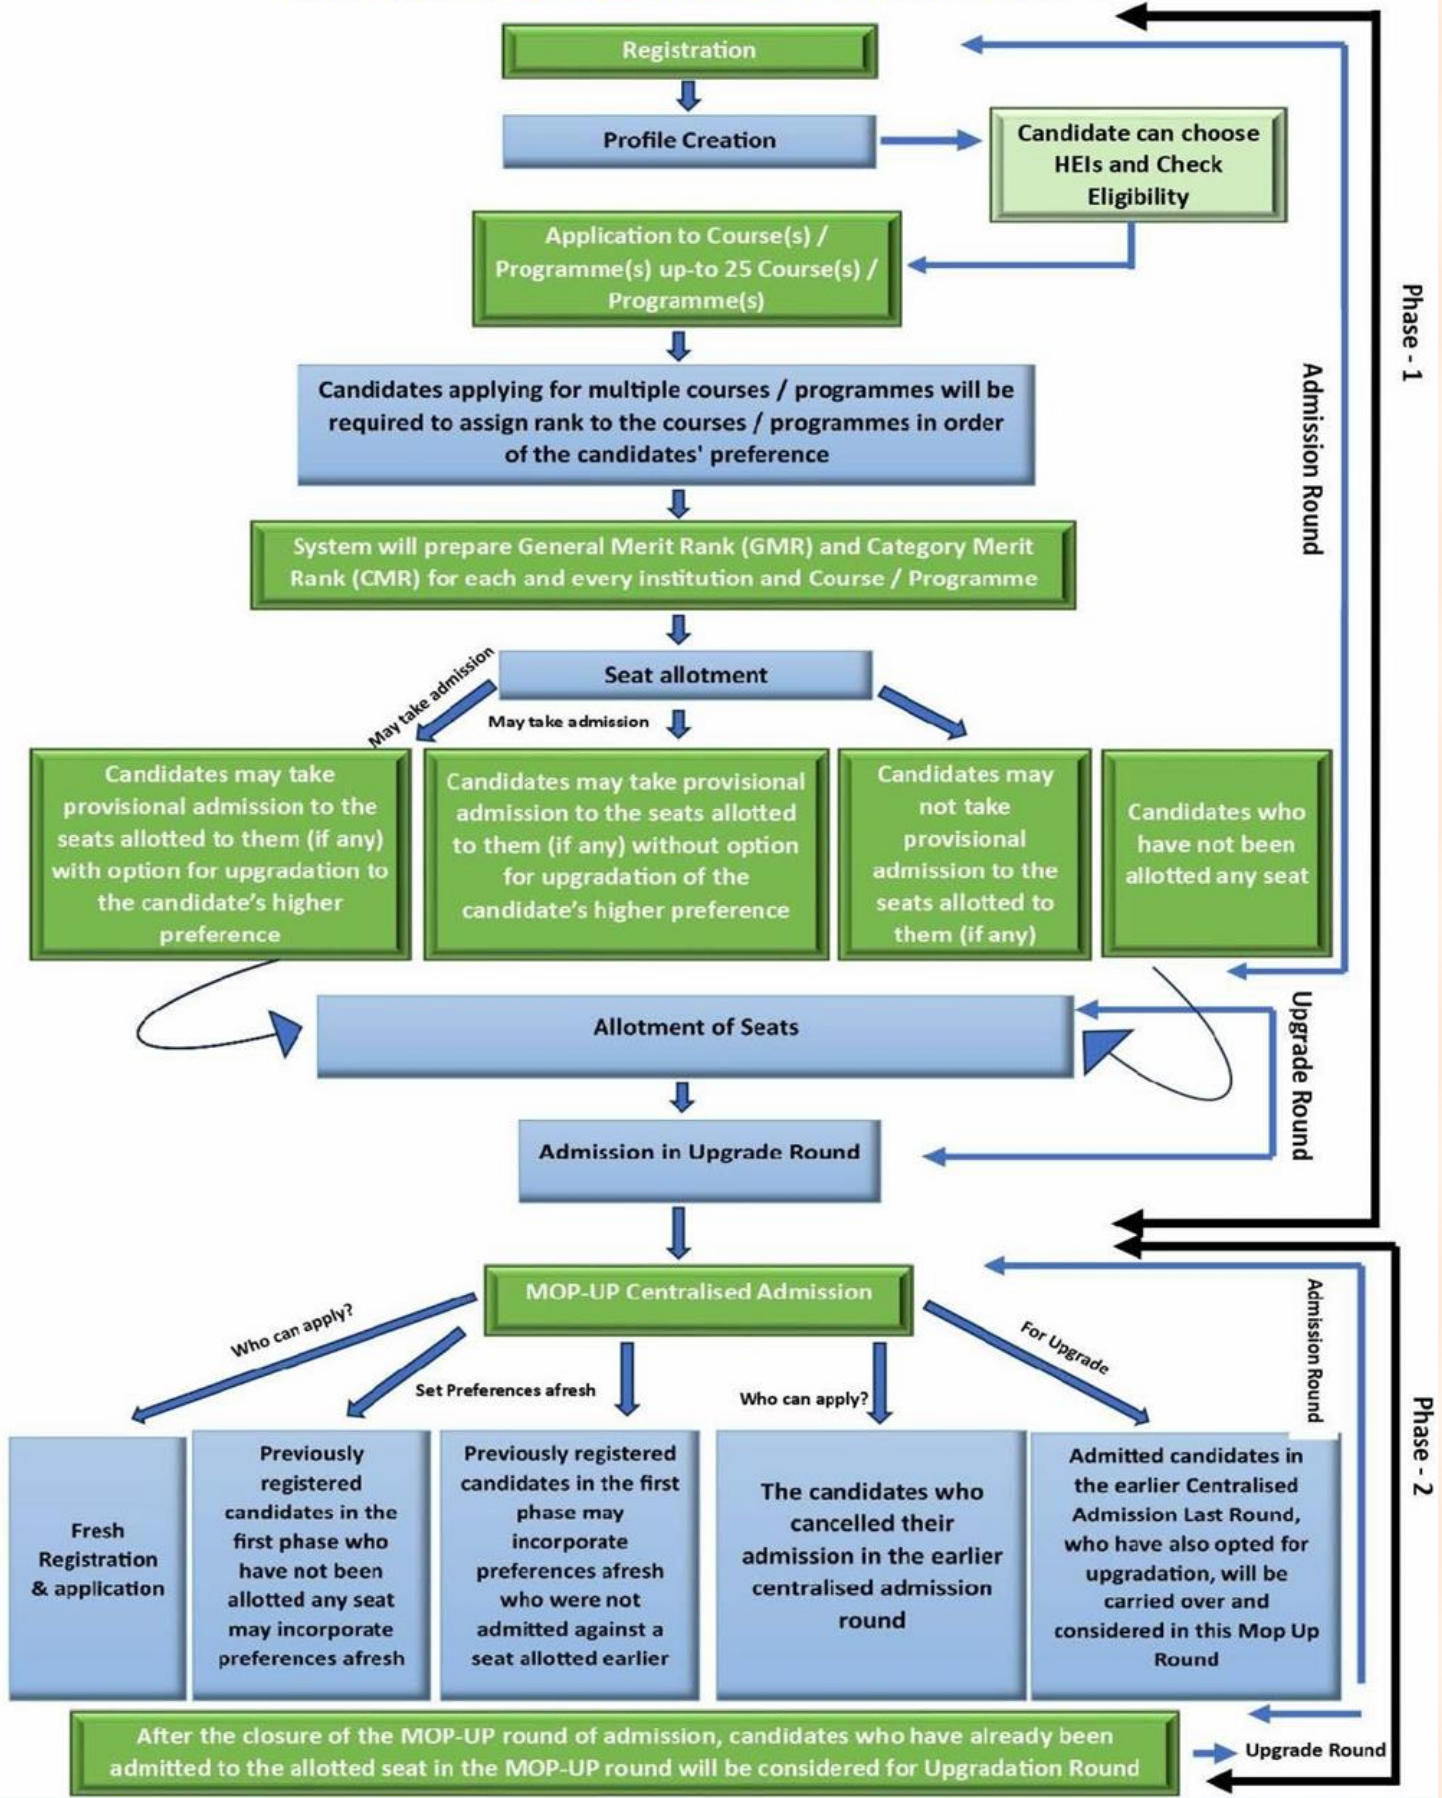 Registration
Profile Creation
Candidate can choose
HEIs and Check
Eligibility
Application to Course(s) /
Programme(s) up-to 25 Course(s) /
Programme(s)
Candidates applying for multiple courses / programmes will be
required to assign rank to the courses / programmes in order
of the candidates' preference
System will prepare General Merit Rank (GMR) and Category Merit
Rank (CMR) for each and every institution and Course / Programme
Seat allotment
May take admission
May take admission
Candidates may take
provisional admission to the
seats allotted to them (if any)
with option for upgradation to
the candidate’s higher
preference
Candidates may take provisional
admission to the seats allotted
to them (if any) without option
for upgradation of the
candidate’s higher preference
Candidates may
not take
provisional
admission to the
seats allotted to
them (if any)
Candidates who
have not been
allotted any seat
Admission Round
Phase - 1
Allotment of Seats
Upgrade Round
Admission in Upgrade Round
MOP-UP Centralised Admission
Who can apply?
Set Preferences afresh
Who can apply?
For Upgrade
Admission Round
Phase - 2
Fresh
Registration
& application
Previously
registered
candidates in the
first phase who
have not been
allotted any seat
may incorporate
preferences afresh
Previously registered
candidates in the first
phase may
incorporate
preferences afresh
who were not
admitted against a
seat allotted earlier
The candidates who
cancelled their
admission in the earlier
centralised admission
round
Admitted candidates in
the earlier Centralised
Admission Last Round,
who have also opted for
upgradation, will be
carried over and
considered in this Mop Up
Round
After the closure of the MOP-UP round of admission, candidates who have already been
admitted to the allotted seat in the MOP-UP round will be considered for Upgradation Round
Upgrade Round